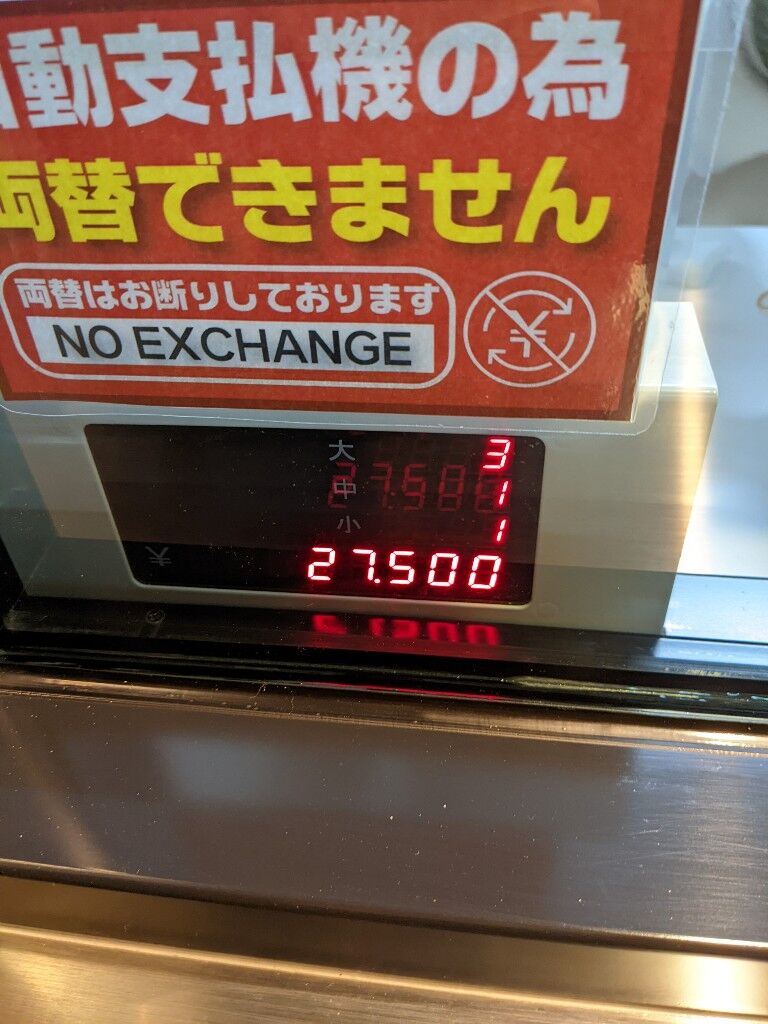 動支払機の為
両替できません
両替はお断りしております
NO EXCHANGE
大 3
中 1
小 1
¥ 27.500